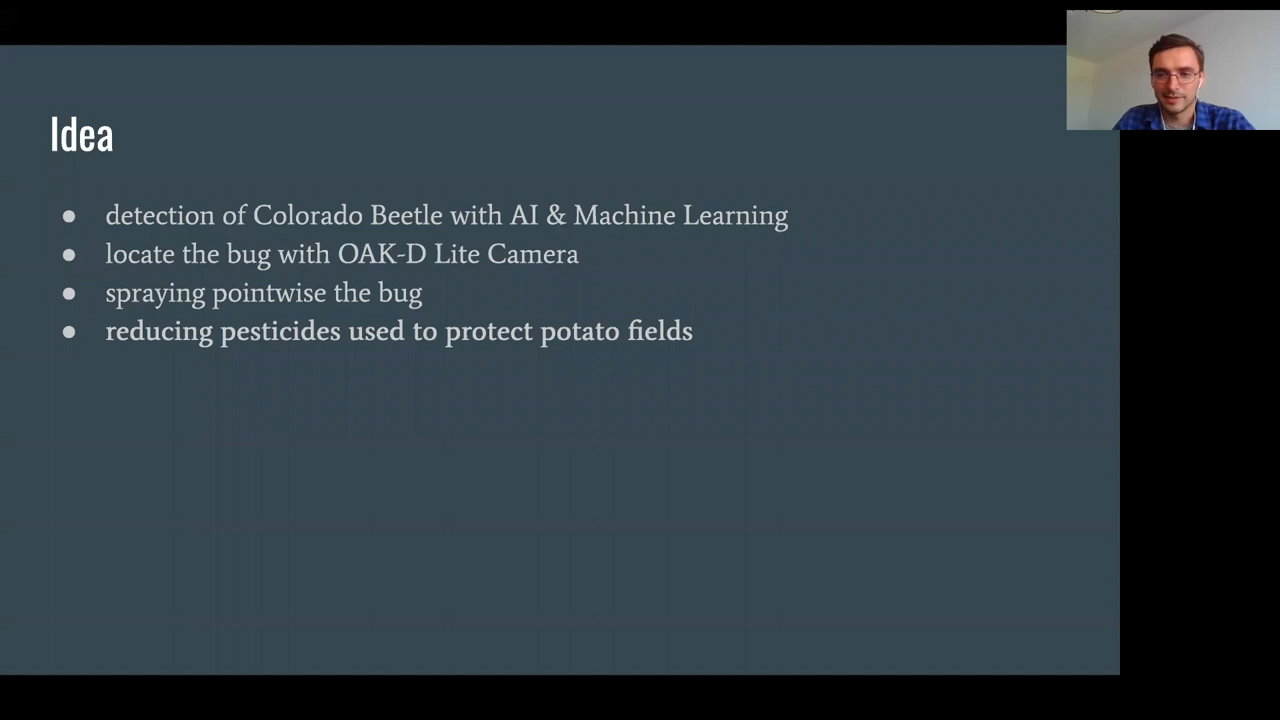 Idea
● detection of Colorado Beetle with AI & Machine Learning
● locate the bug with OAK-D Lite Camera
● spraying pointwise the bug
● reducing pesticides used to protect potato fields